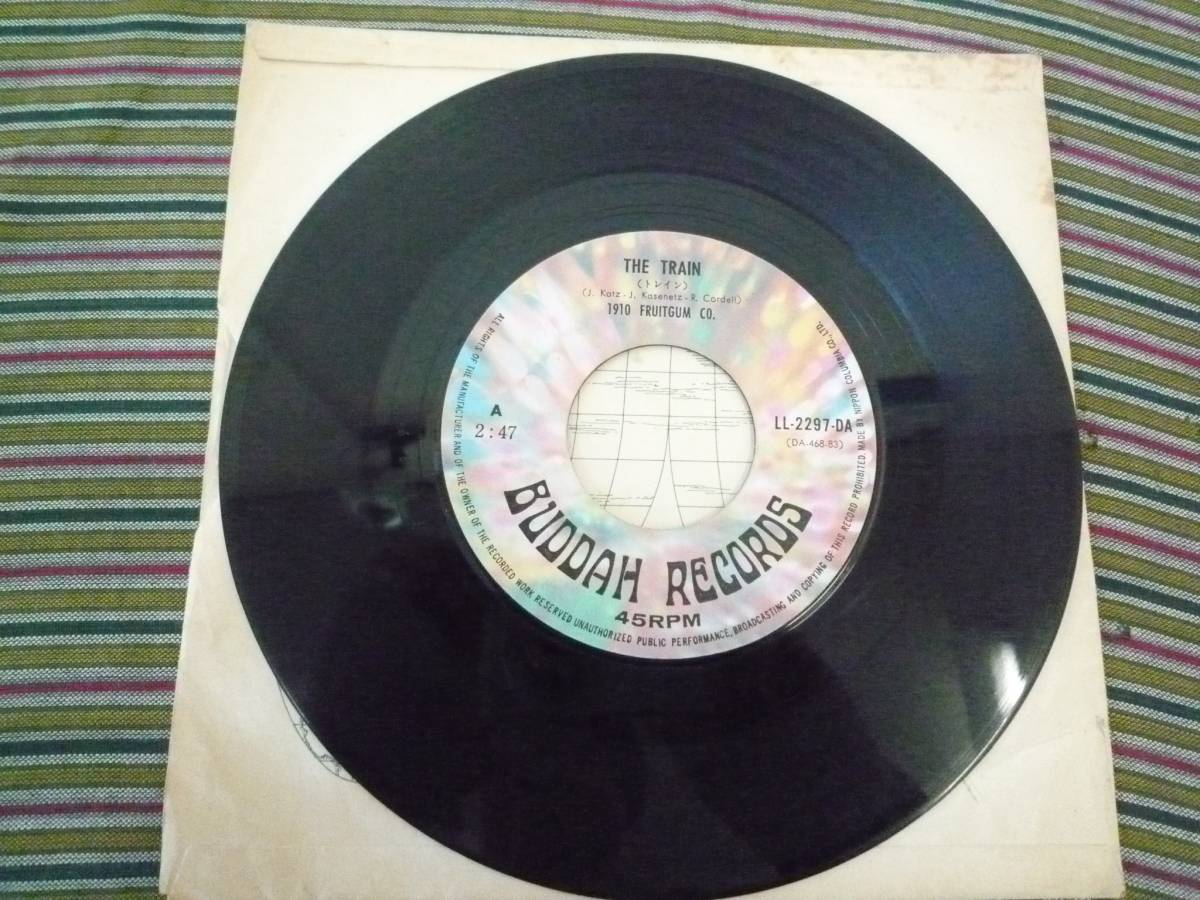 THE TRAIN
(トレイン)
(J. Katz - J. Kasenetz - R. Cordell)
1910 FRUITGUM CO.
A
2:47
LL-2297-DA
(DA-468-83)
BUDDAH RECORDS
45RPM
ALL RIGHTS OF THE MANUFACTURER AND OF THE OWNER OF THE RECORDED WORK RESERVED UNAUTHORIZED PUBLIC PERFORMANCE, BROADCASTING AND COPYING OF THIS RECORD PROHIBITED. MADE BY NIPPON COLUMBIA CO., LTD.